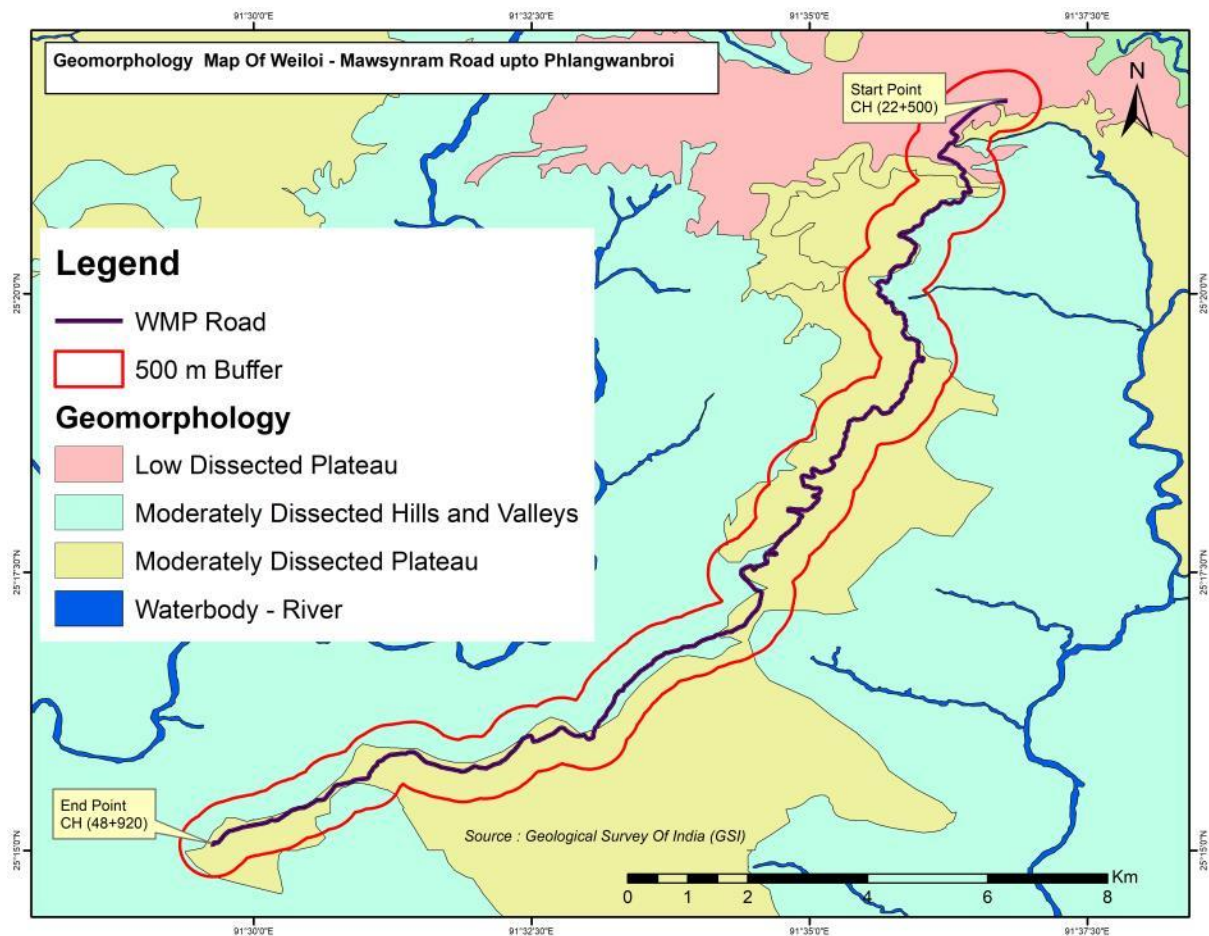 91°30'0"E
91°32'30"E
91°35'0"E
91°37'30"E
Geomorphology Map Of Weiloi - Mawsynram Road upto Phlangwanbroi
Start Point
CH (22+500)
N
Legend
WMP Road
500 m Buffer
Geomorphology
Low Dissected Plateau
Moderately Dissected Hills and Valleys
Moderately Dissected Plateau
Waterbody - River
25°20'0"N
25°20'0"N
25°17'30"N
25°17'30"N
25°15'0"N
25°15'0"N
End Point
CH (48+920)
Source : Geological Survey Of India (GSI)
Km
0 1 2 4 6 8
91°30'0"E
91°32'30"E
91°35'0"E
91°37'30"E